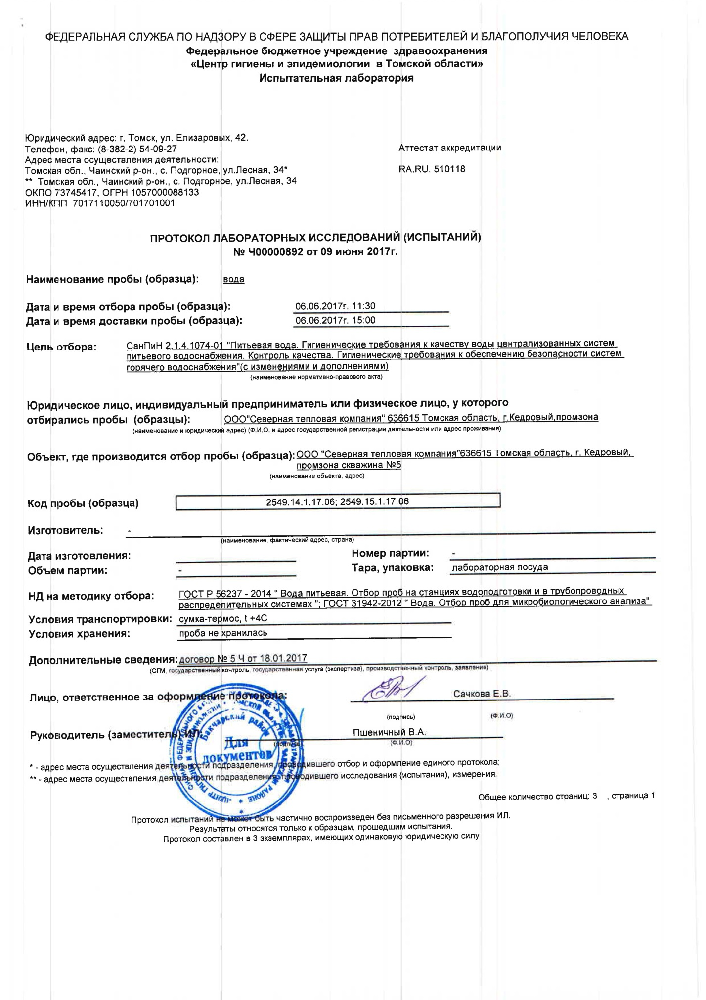 ФЕДЕРАЛЬНАЯ СЛУЖБА ПО НАДЗОРУ В СФЕРЕ ЗАЩИТЫ ПРАВ ПОТРЕБИТЕЛЕЙ И БЛАГОПОЛУЧИЯ ЧЕЛОВЕКА
Федеральное бюджетное учреждение здравоохранения
«Центр гигиены и эпидемиологии в Томской области»
Испытательная лаборатория
Юридический адрес: г. Томск, ул. Елизаровых, 42.
Телефон, факс: (8-382-2) 54-09-27
Аттестат аккредитации
Адрес места осуществления деятельности:
Томская обл., Чаинский р-он., с. Подгорное, ул.Лесная, 34*
RA.RU. 510118
** Томская обл., Чаинский р-он., с. Подгорное, ул.Лесная, 34
ОКПО 73745417, ОГРН 1057000088133
ИНН/КПП 7017110050/701701001
ПРОТОКОЛ ЛАБОРАТОРНЫХ ИССЛЕДОВАНИЙ (ИСПЫТАНИЙ)
№ Ч00000892 от 09 июня 2017г.
Наименование пробы (образца): вода
Дата и время отбора пробы (образца): 06.06.2017г. 11:30
Дата и время доставки пробы (образца): 06.06.2017г. 15:00
Цель отбора: СанПиН 2.1.4.1074-01 "Питьевая вода. Гигиенические требования к качеству воды централизованных систем
питьевого водоснабжения. Контроль качества. Гигиенические требования к обеспечению безопасности систем
горячего водоснабжения"(с изменениями и дополнениями)
(наименование нормативно-правового акта)
Юридическое лицо, индивидуальный предприниматель или физическое лицо, у которого
отбирались пробы (образцы): ООО"Северная тепловая компания" 636615 Томская область, г.Кедровый,промзона
(наименование и юридический адрес) (Ф.И.О. и адрес государственной регистрации деятельности или адрес проживания)
Объект, где производится отбор пробы (образца): ООО "Северная тепловая компания"636615 Томская область, г. Кедровый,
промзона скважина №5
(наименование объекта, адрес)
Код пробы (образца) 2549.14.1.17.06; 2549.15.1.17.06
Изготовитель: -
(наименование, фактический адрес, страна)
Дата изготовления: Номер партии: -
Объем партии: - Тара, упаковка: лабораторная посуда
НД на методику отбора: ГОСТ Р 56237 - 2014 " Вода питьевая. Отбор проб на станциях водоподготовки и в трубопроводных
распределительных системах "; ГОСТ 31942-2012 " Вода. Отбор проб для микробиологического анализа"
Условия транспортировки: сумка-термос, t +4С
Условия хранения: проба не хранилась
Дополнительные сведения: договор № 5 Ч от 18.01.2017
(СГМ, государственный контроль, государственная услуга (экспертиза), производственный контроль, заявление)
Лицо, ответственное за оформление протокола: Сачкова Е.В.
(подпись) (Ф.И.О)
Руководитель (заместитель) ИЛ: Пшеничный В.А.
(подпись) (Ф.И.О)
Бакчарский район
Для
документов
* - адрес места осуществления деятельности подразделения, проводившего отбор и оформление единого протокола;
** - адрес места осуществления деятельности подразделения, проводившего исследования (испытания), измерения.
Общее количество страниц: 3 , страница 1
Протокол испытаний не может быть частично воспроизведен без письменного разрешения ИЛ.
Результаты относятся только к образцам, прошедшим испытания.
Протокол составлен в 3 экземплярах, имеющих одинаковую юридическую силу